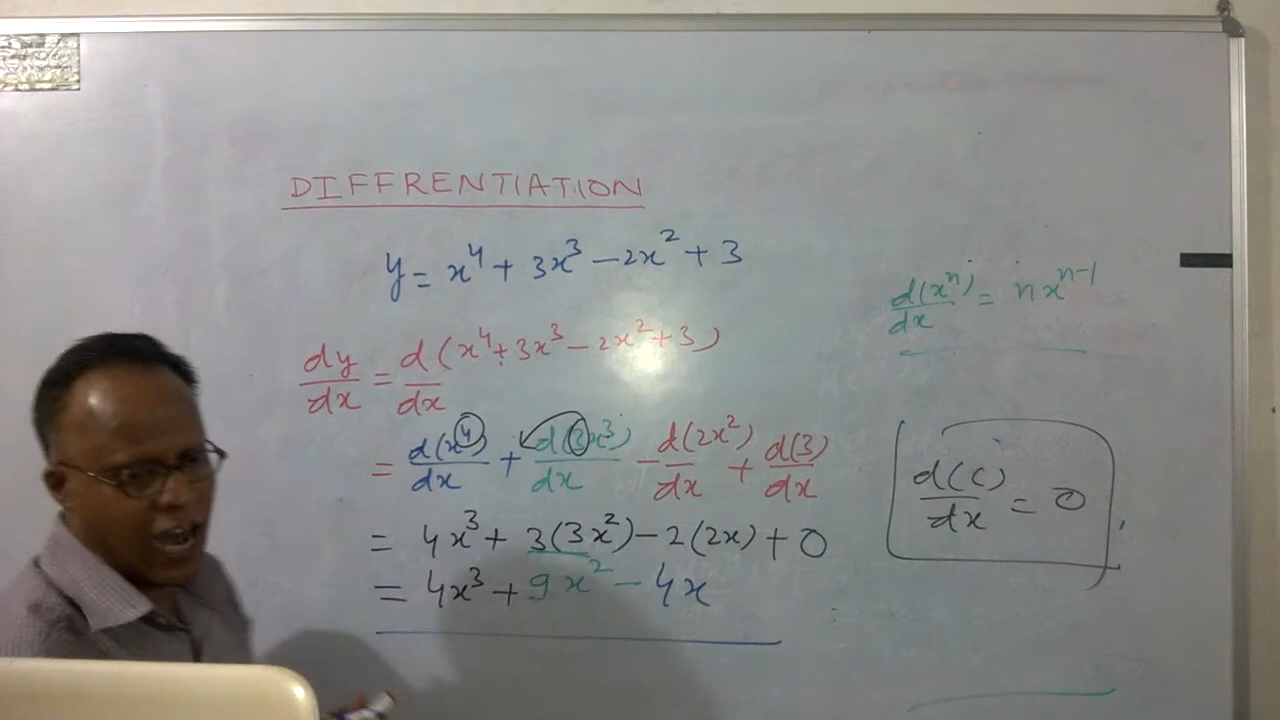 DIFFRENTIATION
y = x⁴ + 3x³ - 2x² + 3
dy/dx = d/dx (x⁴ + 3x³ - 2x² + 3)
= d(x⁴)/dx + d(3x³)/dx - d(2x²)/dx + d(3)/dx
= 4x³ + 3(3x²) - 2(2x) + 0
= 4x³ + 9x² - 4x
d(xⁿ)/dx = nxⁿ⁻¹
d(c)/dx = 0